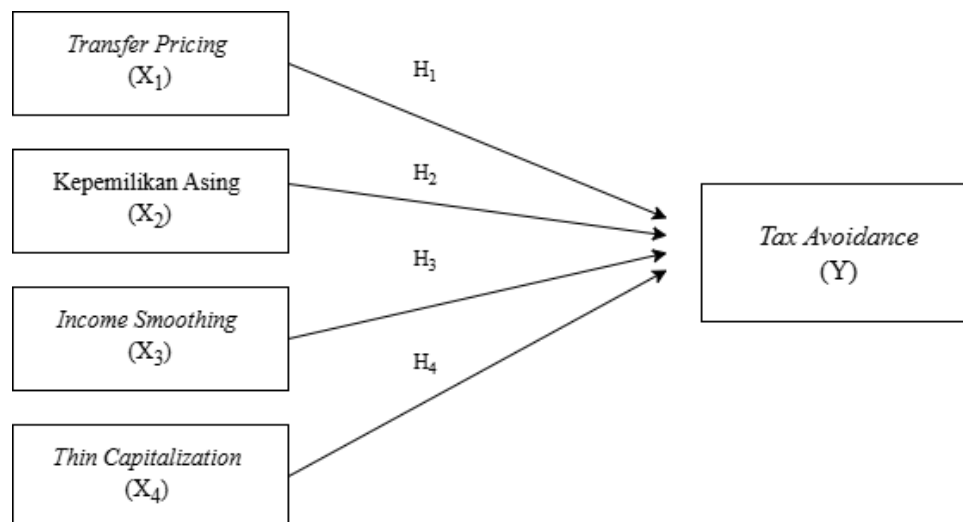 Transfer Pricing
(X₁)
H₁
Kepemilikan Asing
(X₂)
H₂
Tax Avoidance
(Y)
H₃
Income Smoothing
(X₃)
H₄
Thin Capitalization
(X₄)